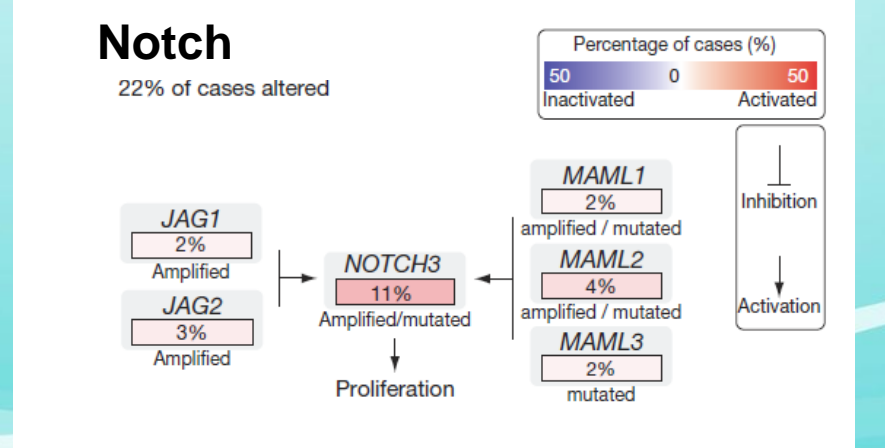 Notch
22% of cases altered
Percentage of cases (%)
50 0 50
Inactivated Activated
Inhibition
Activation
JAG1
2%
Amplified
JAG2
3%
Amplified
NOTCH3
11%
Amplified/mutated
Proliferation
MAML1
2%
amplified / mutated
MAML2
4%
amplified / mutated
MAML3
2%
mutated